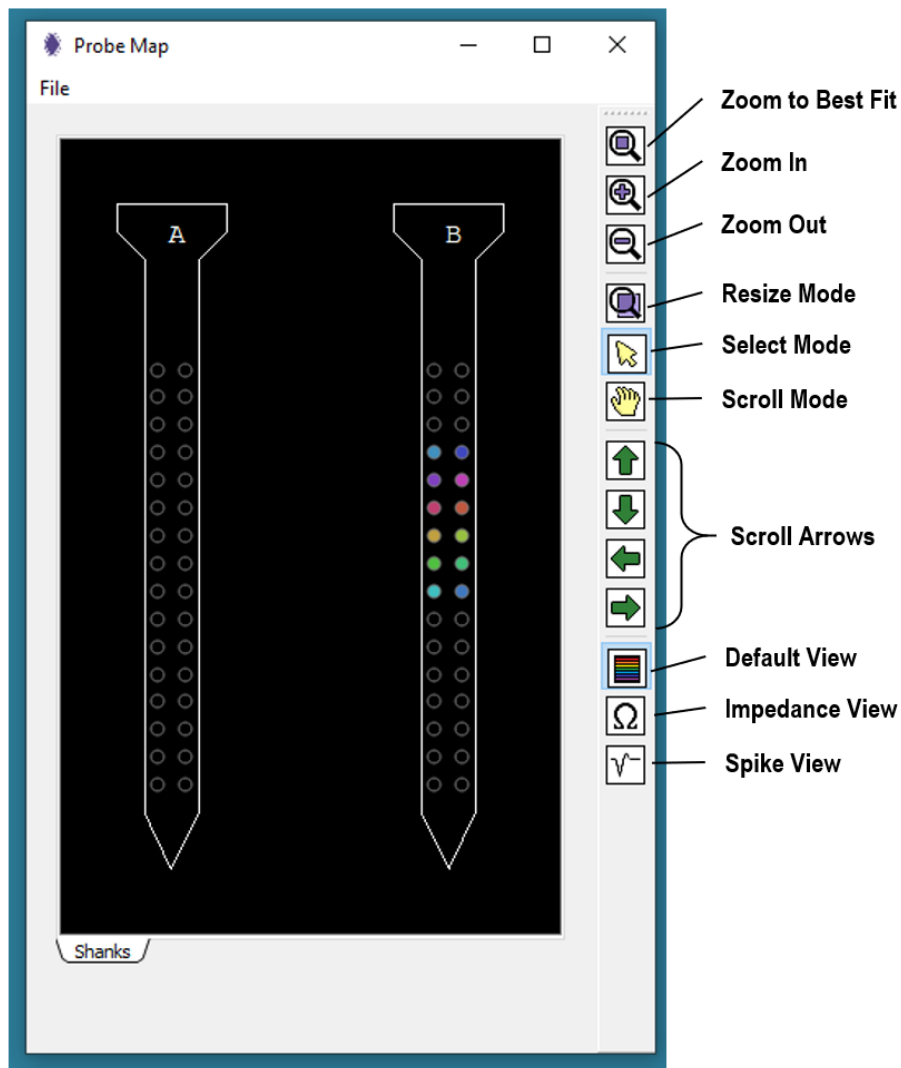 Probe Map
File
Zoom to Best Fit
Zoom In
Zoom Out
Resize Mode
Select Mode
Scroll Mode
Scroll Arrows
Default View
Impedance View
Spike View
A
B
Ω
Shanks